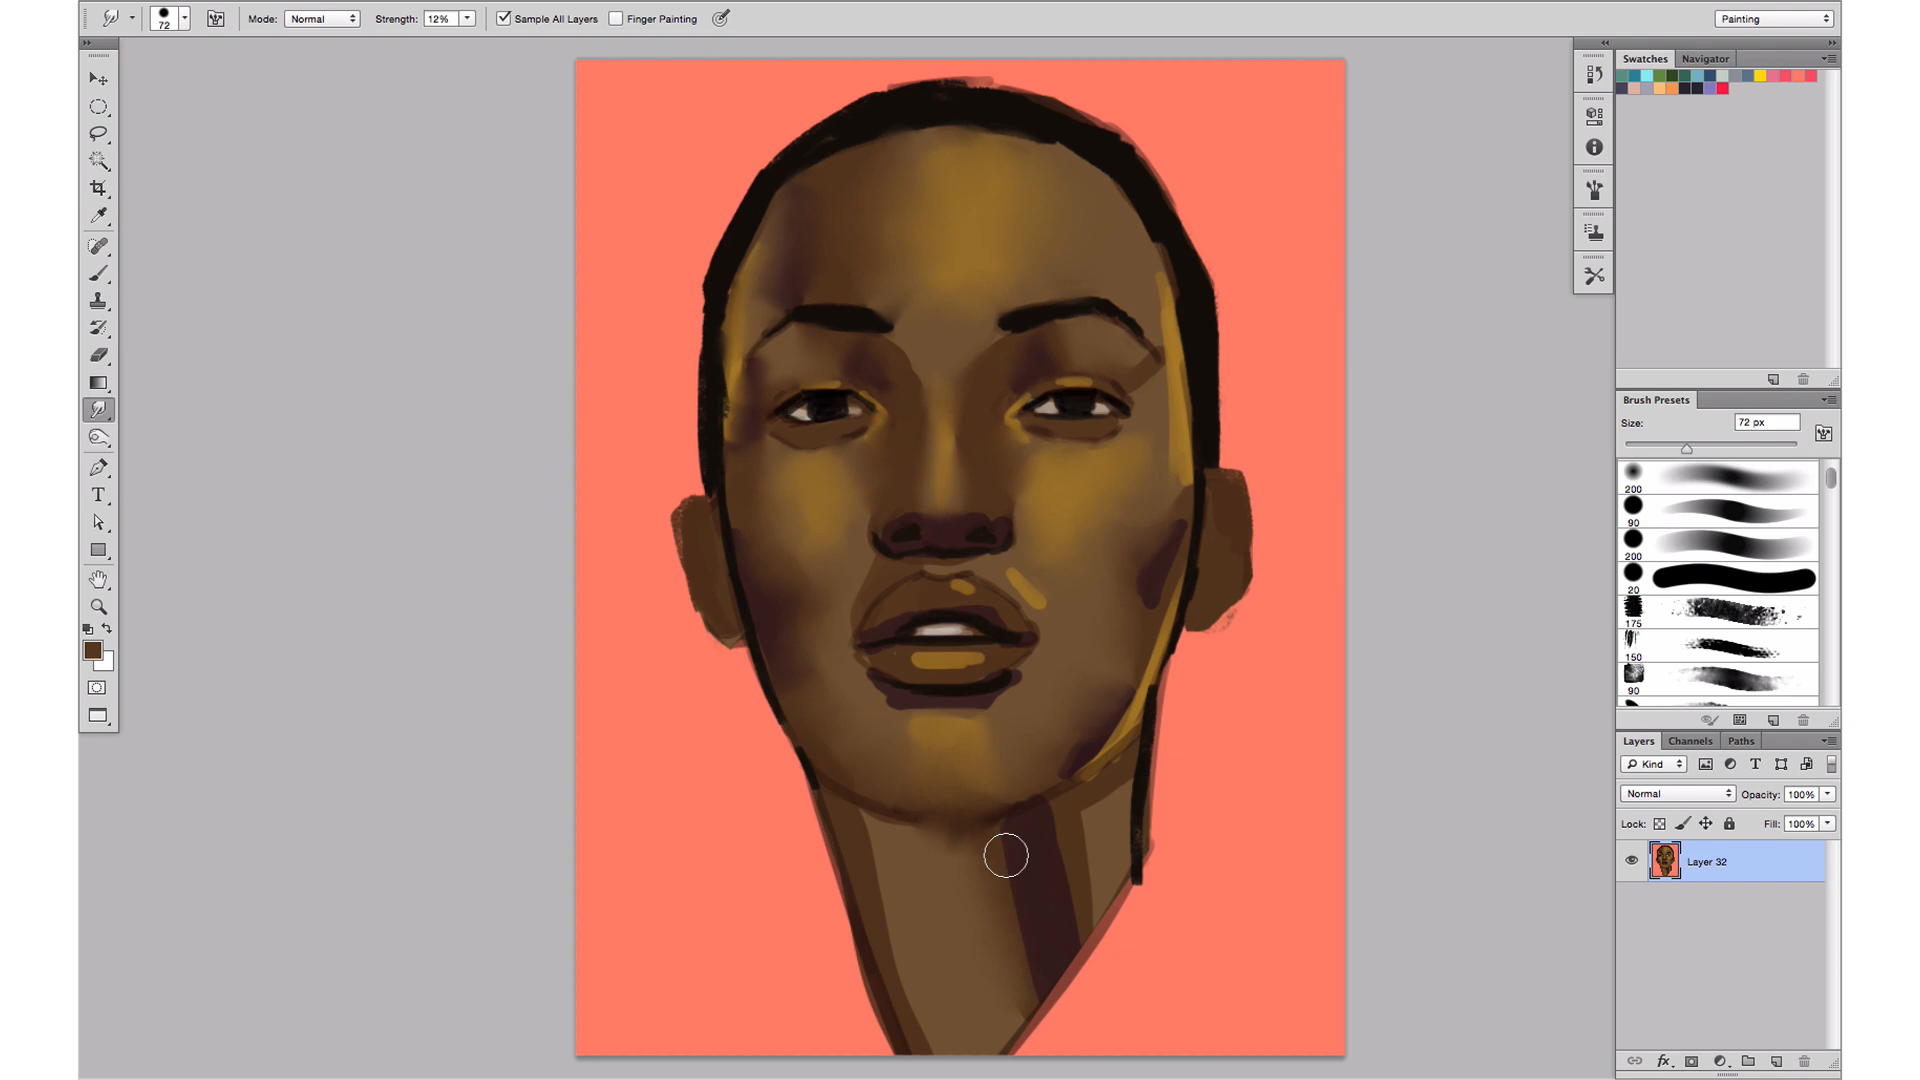 72
Mode: Normal
Strength: 12%
Sample All Layers
Finger Painting
Painting
Swatches
Navigator
Brush Presets
Size:
72 px
200
90
200
20
175
150
90
T
Layers
Channels
Paths
Kind
T
Normal
Opacity: 100%
Lock:
Fill: 100%
Layer 32
fx